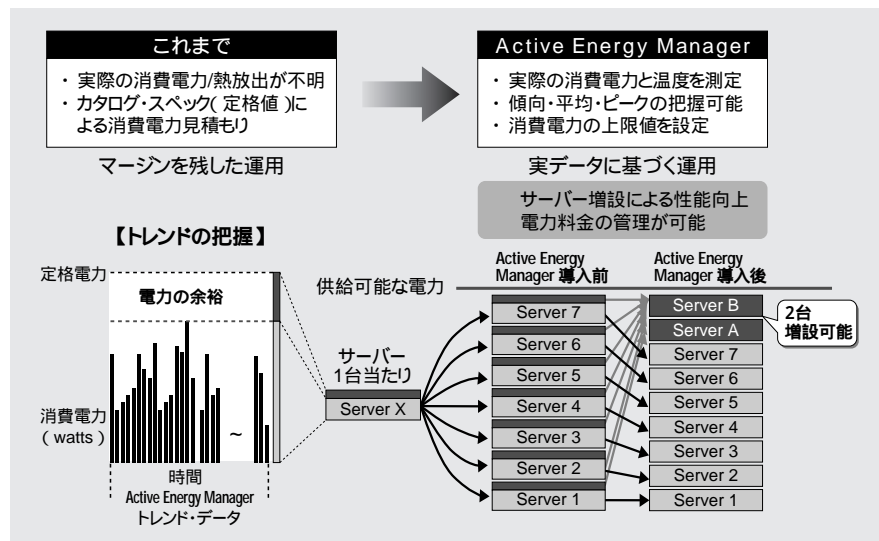 これまで
・ 実際の消費電力/熱放出が不明
・ カタログ・スペック( 定格値 )に
よる消費電力見積もり
マージンを残した運用
Active Energy Manager
・ 実際の消費電力と温度を測定
・ 傾向・平均・ピークの把握可能
・ 消費電力の上限値を設定
実データに基づく運用
サーバー増設による性能向上
電力料金の管理が可能
【トレンドの把握】
定格電力
電力の余裕
消費電力
( watts )
~
時間
Active Energy Manager
トレンド・データ
サーバー
1台当たり
Server X
供給可能な電力
Active Energy
Manager 導入前
Server 7
Server 6
Server 5
Server 4
Server 3
Server 2
Server 1
Active Energy
Manager 導入後
Server B
Server A
Server 7
Server 6
Server 5
Server 4
Server 3
Server 2
Server 1
2台
増設可能